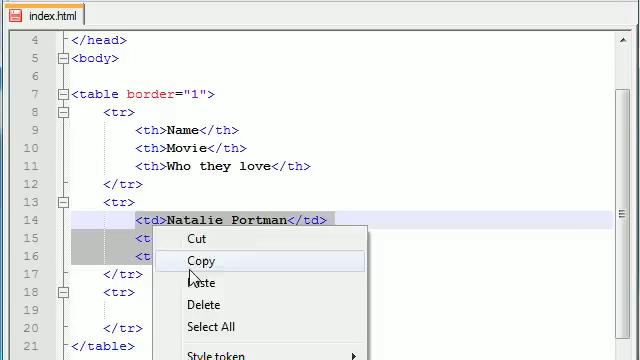 index.html
4 </head>
5 <body>
6
7 <table border="1">
8 <tr>
9 <th>Name</th>
10 <th>Movie</th>
11 <th>Who they love</th>
12 </tr>
13 <tr>
14 <td>Natalie Portman</td>
15 <t
16 <t
17 </tr>
18 <tr>
19
20 </tr>
21 </table>
Cut
Copy
Paste
Delete
Select All
Style token